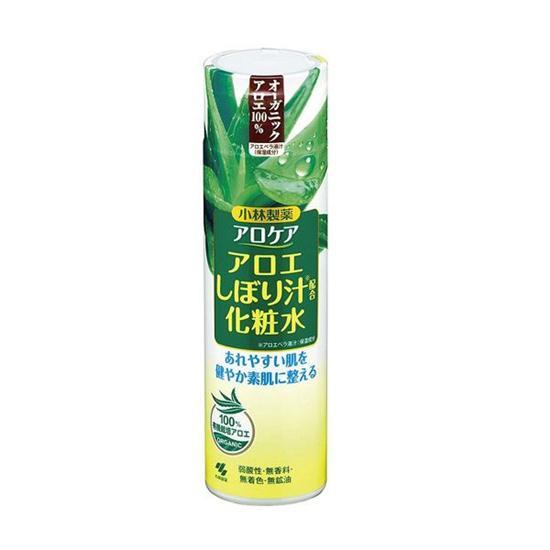 オーガニック
アロエ100%
アロエベラ液汁
(保湿成分)
小林製薬
アロケア
アロエ
しぼり汁※配合
化粧水
※アロエベラ液汁:保湿成分
あれやすい肌を
健やか素肌に整える
100%
有機栽培アロエ
ORGANIC
弱酸性・無香料・
無着色・無鉱油
小林製薬